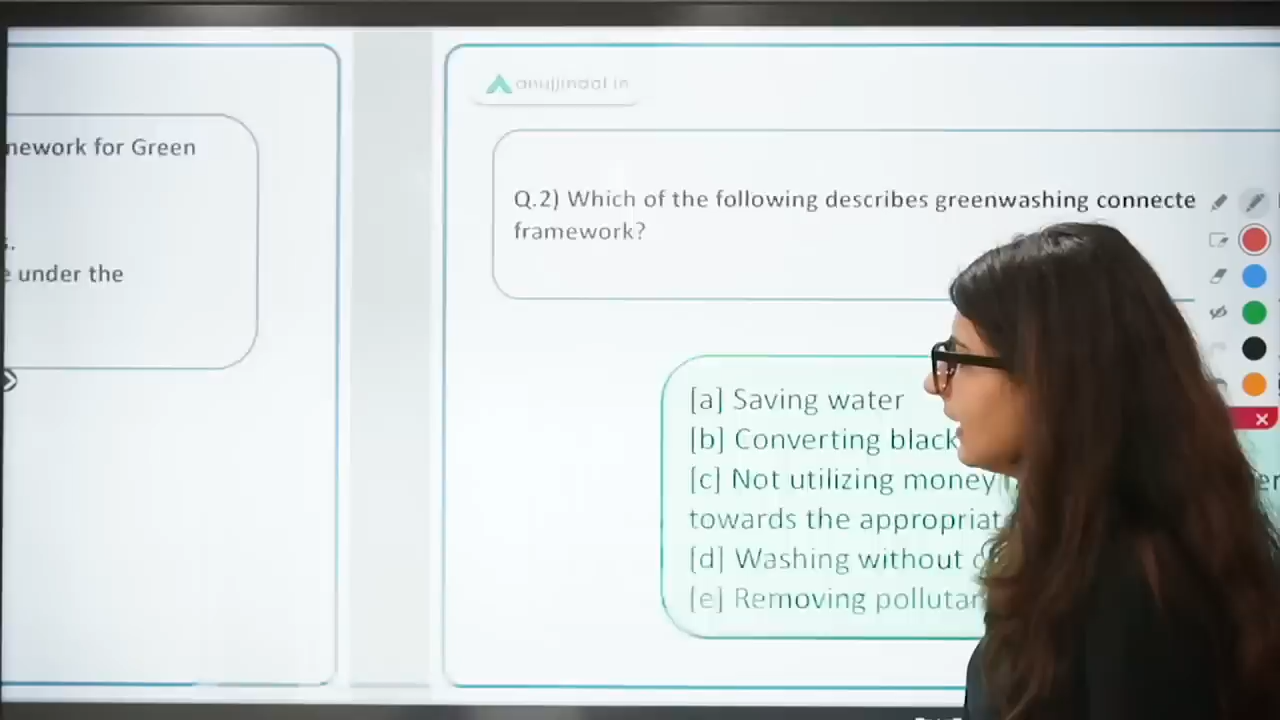 nework for Green
s.
e under the
anujjindal.in
Q.2) Which of the following describes greenwashing connecte
framework?
[a] Saving water
[b] Converting black
[c] Not utilizing money
towards the appropriat
[d] Washing without
[e] Removing pollutan